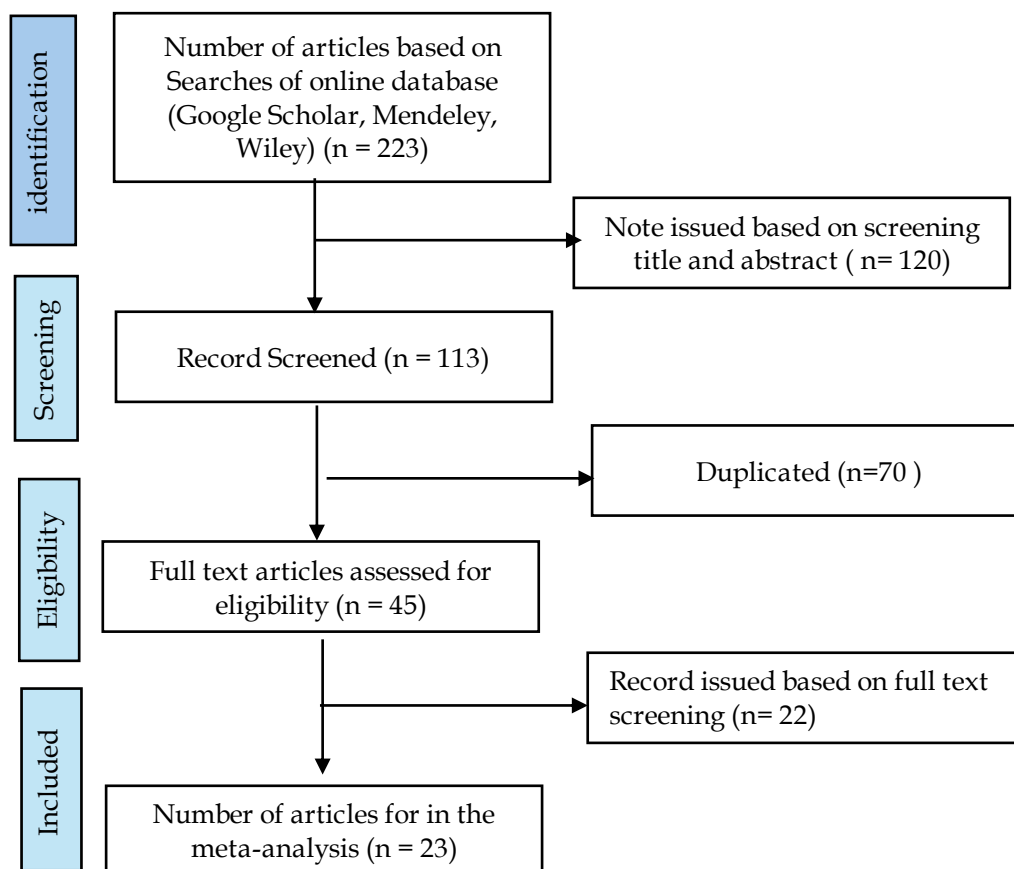 identification
Number of articles based on
Searches of online database
(Google Scholar, Mendeley,
Wiley) (n = 223)
Note issued based on screening
title and abstract ( n= 120)
Screening
Record Screened (n = 113)
Duplicated (n=70 )
Eligibility
Full text articles assessed for
eligibility (n = 45)
Record issued based on full text
screening (n= 22)
Included
Number of articles for in the
meta-analysis (n = 23)